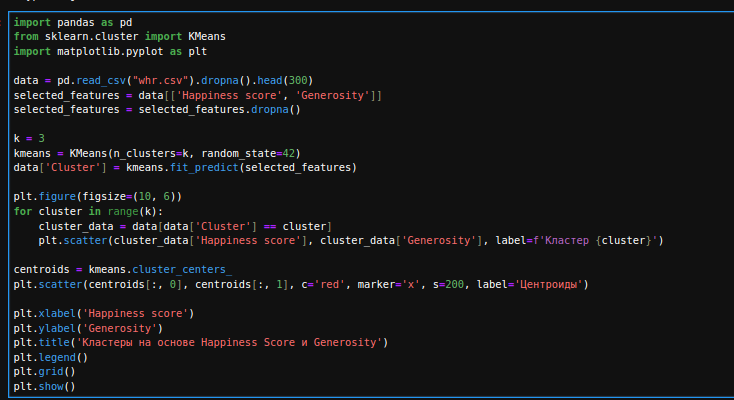 import pandas as pd
from sklearn.cluster import KMeans
import matplotlib.pyplot as plt
data = pd.read_csv("whr.csv").dropna().head(300)
selected_features = data[['Happiness score', 'Generosity']]
selected_features = selected_features.dropna()
k = 3
kmeans = KMeans(n_clusters=k, random_state=42)
data['Cluster'] = kmeans.fit_predict(selected_features)
plt.figure(figsize=(10, 6))
for cluster in range(k):
    cluster_data = data[data['Cluster'] == cluster]
    plt.scatter(cluster_data['Happiness score'], cluster_data['Generosity'], label=f'Кластер {cluster}')
centroids = kmeans.cluster_centers_
plt.scatter(centroids[:, 0], centroids[:, 1], c='red', marker='x', s=200, label='Центроиды')
plt.xlabel('Happiness score')
plt.ylabel('Generosity')
plt.title('Кластеры на основе Happiness Score и Generosity')
plt.legend()
plt.grid()
plt.show()